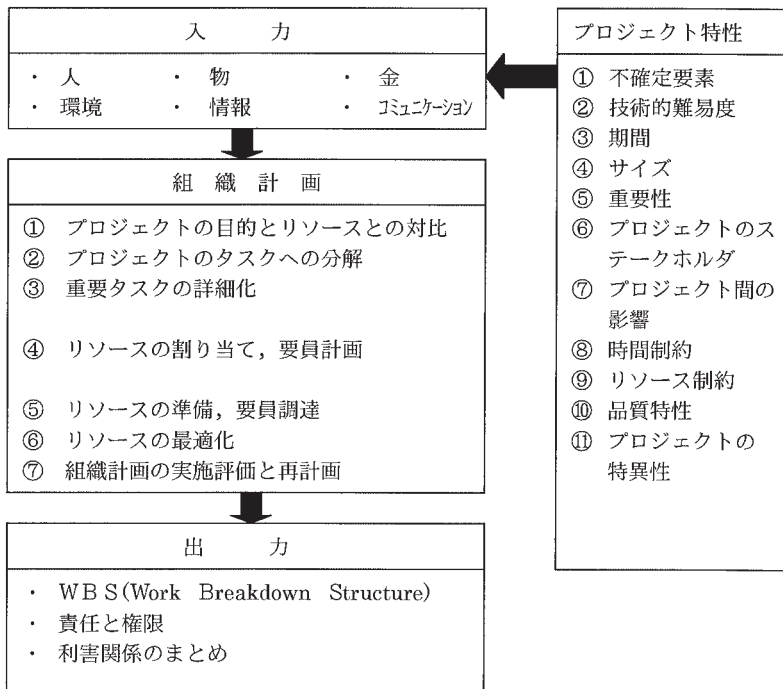 入 力
・ 人 ・ 物 ・ 金
・ 環境 ・ 情報 ・ コミュニケーション
組 織 計 画
① プロジェクトの目的とリソースとの対比
② プロジェクトのタスクへの分解
③ 重要タスクの詳細化
④ リソースの割り当て，要員計画
⑤ リソースの準備，要員調達
⑥ リソースの最適化
⑦ 組織計画の実施評価と再計画
出 力
・ WBS(Work Breakdown Structure)
・ 責任と権限
・ 利害関係のまとめ
プロジェクト特性
① 不確定要素
② 技術的難易度
③ 期間
④ サイズ
⑤ 重要性
⑥ プロジェクトのス
テークホルダ
⑦ プロジェクト間の
影響
⑧ 時間制約
⑨ リソース制約
⑩ 品質特性
⑪ プロジェクトの
特異性